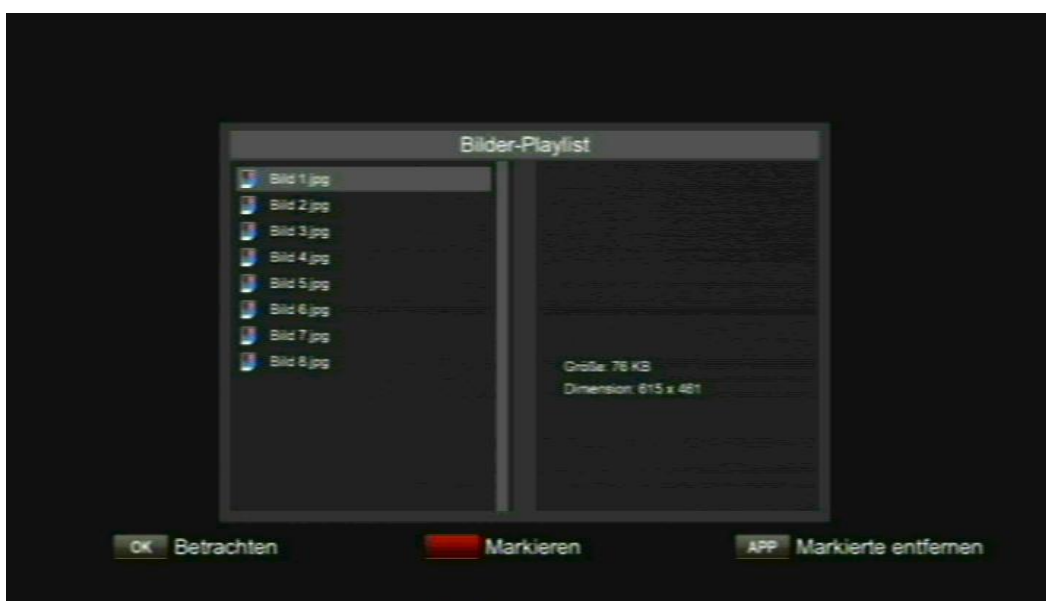 Bilder-Playlist
Bild 1.jpg
Bild 2.jpg
Bild 3.jpg
Bild 4.jpg
Bild 5.jpg
Bild 6.jpg
Bild 7.jpg
Bild 8.jpg
Größe: 76 KB
Dimension: 615 x 461
OK Betrachten
Markieren
APP Markierte entfernen